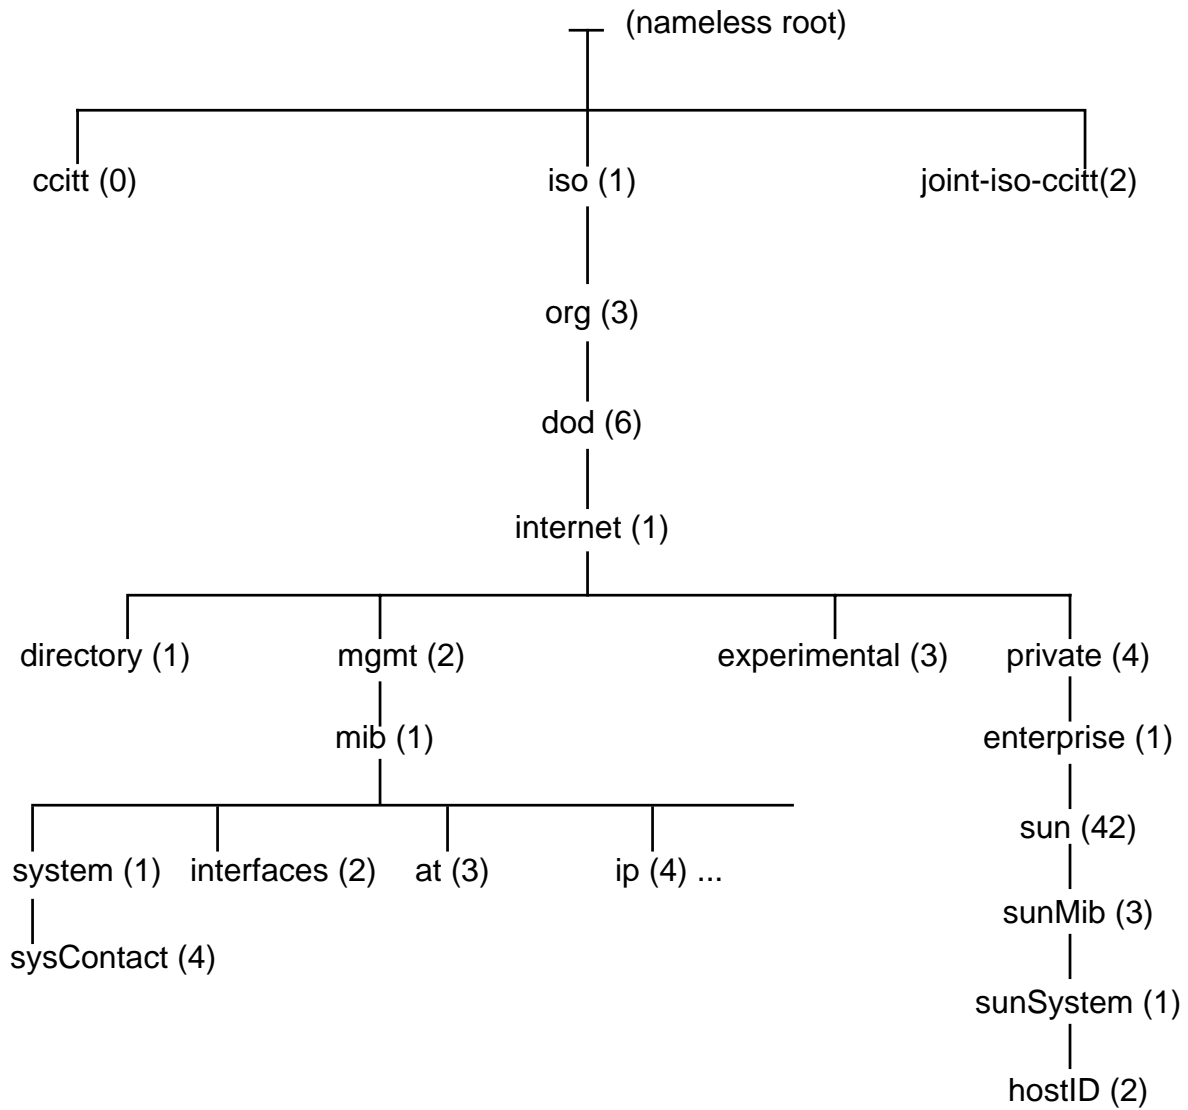 (nameless root)
ccitt (0) iso (1) joint-iso-ccitt(2)
org (3)
dod (6)
internet (1)
directory (1) mgmt (2) experimental (3) private (4)
mib (1) enterprise (1)
sun (42)
system (1) interfaces (2) at (3) ip (4) ...
sunMib (3)
sysContact (4)
sunSystem (1)
hostID (2)